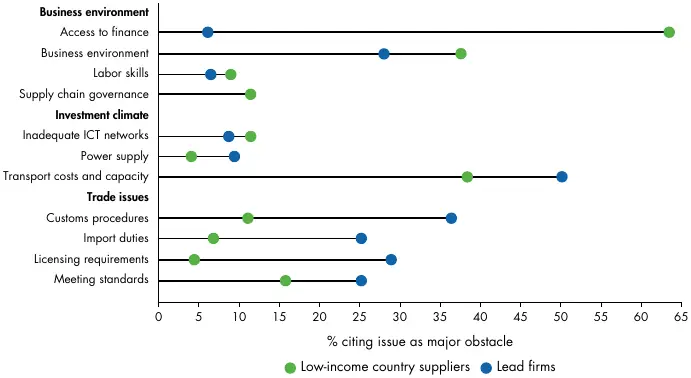 Business environment
Access to finance
Business environment
Labor skills
Supply chain governance
Investment climate
Inadequate ICT networks
Power supply
Transport costs and capacity
Trade issues
Customs procedures
Import duties
Licensing requirements
Meeting standards
0 5 10 15 20 25 30 35 40 45 50 55 60 65
% citing issue as major obstacle
Low-income country suppliers Lead firms